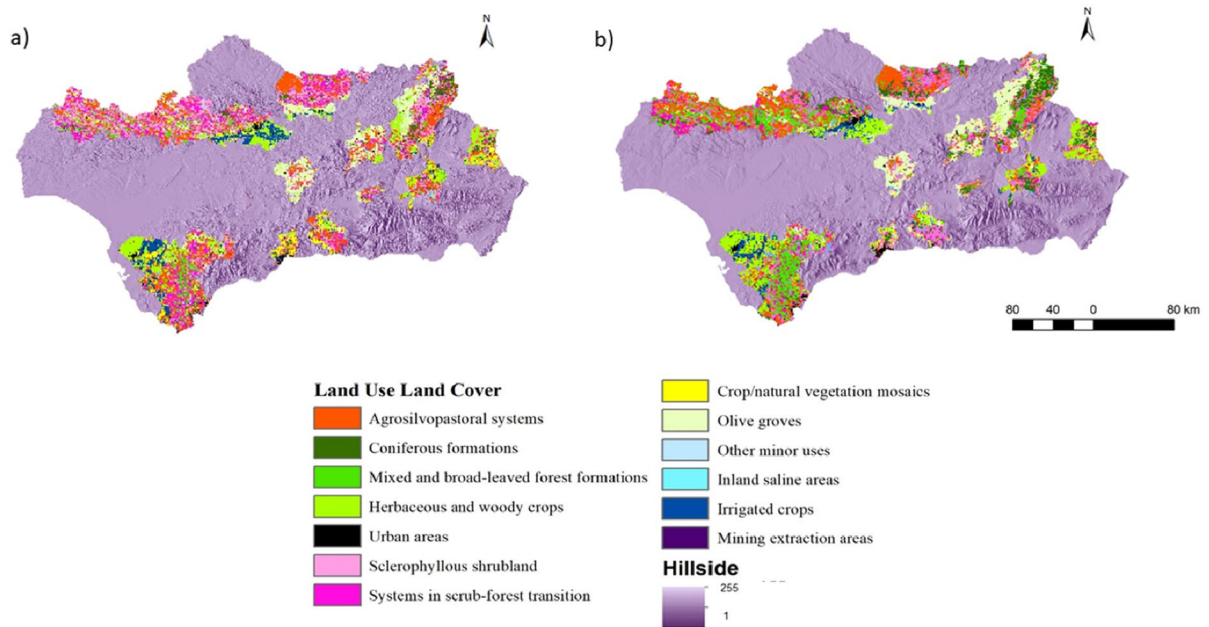 a)
N
b)
N
80 40 0 80 km
Land Use Land Cover
Agrosilvopastoral systems
Coniferous formations
Mixed and broad-leaved forest formations
Herbaceous and woody crops
Urban areas
Sclerophyllous shrubland
Systems in scrub-forest transition
Crop/natural vegetation mosaics
Olive groves
Other minor uses
Inland saline areas
Irrigated crops
Mining extraction areas
Hillside
255
1